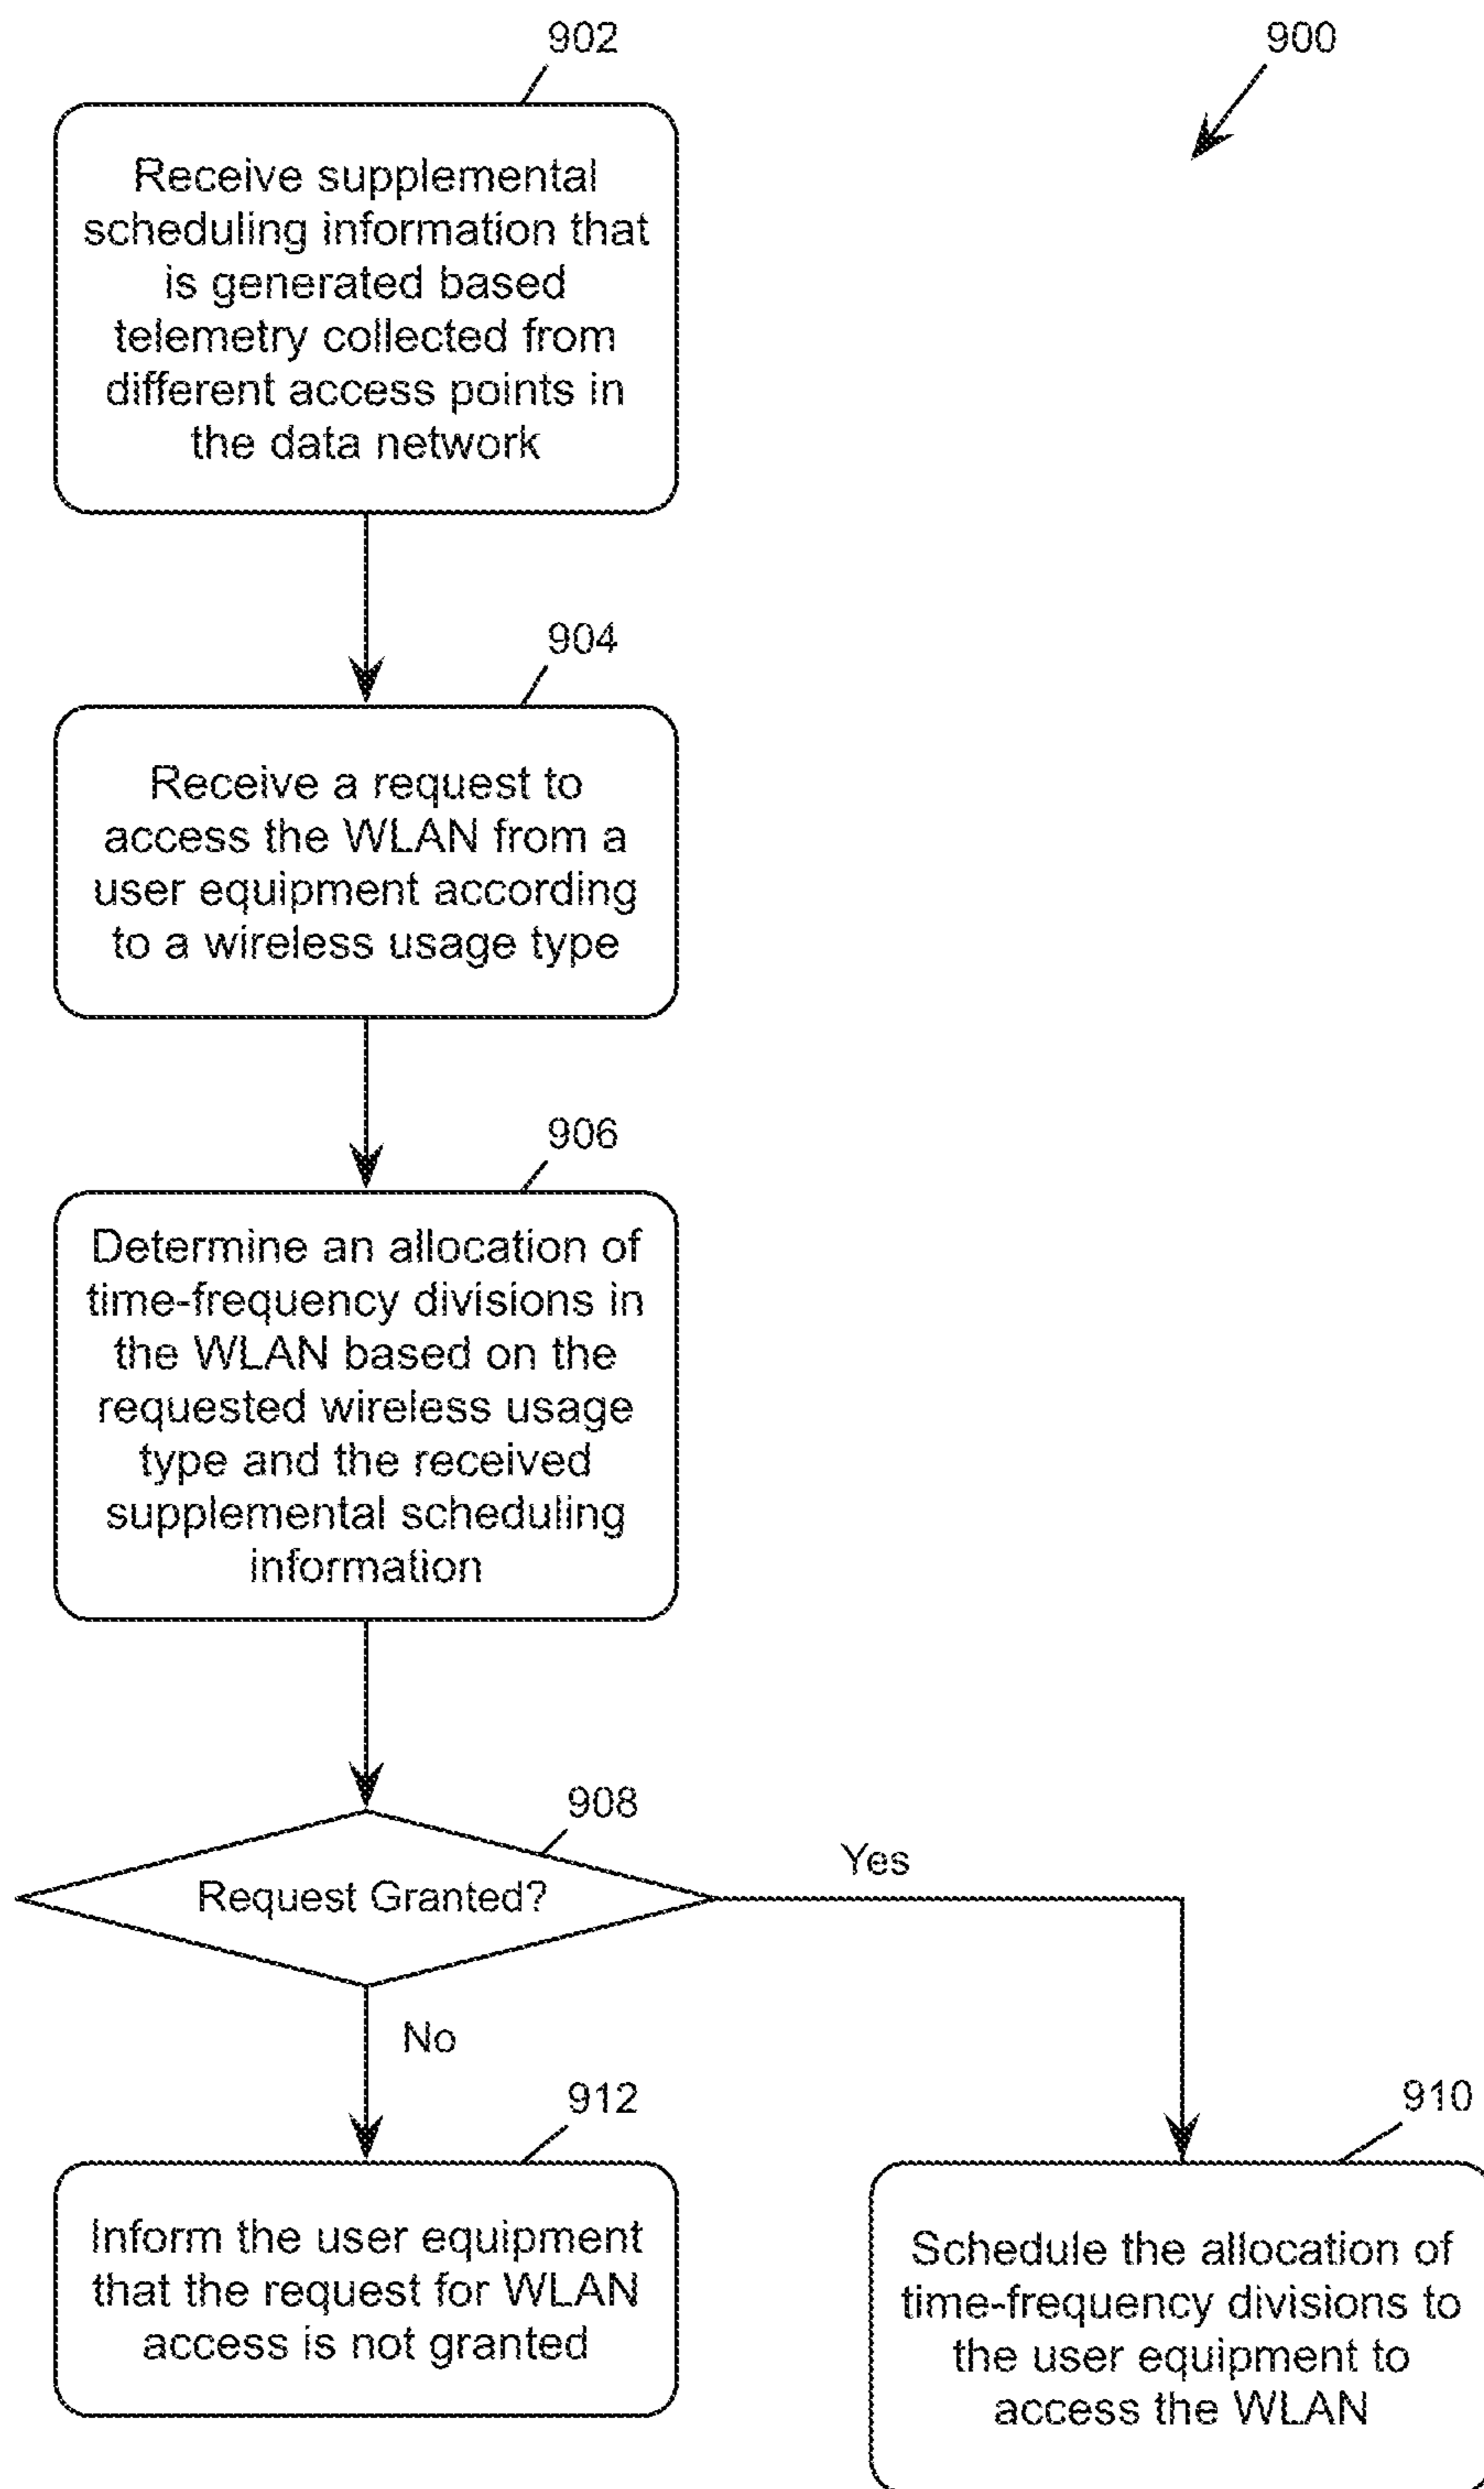 902
900
Receive supplemental
scheduling information that
is generated based
telemetry collected from
different access points in
the data network
904
Receive a request to
access the WLAN from a
user equipment according
to a wireless usage type
906
Determine an allocation of
time-frequency divisions in
the WLAN based on the
requested wireless usage
type and the received
supplemental scheduling
information
908
Request Granted?
Yes
No
912
910
Inform the user equipment
that the request for WLAN
access is not granted
Schedule the allocation of
time-frequency divisions to
the user equipment to
access the WLAN